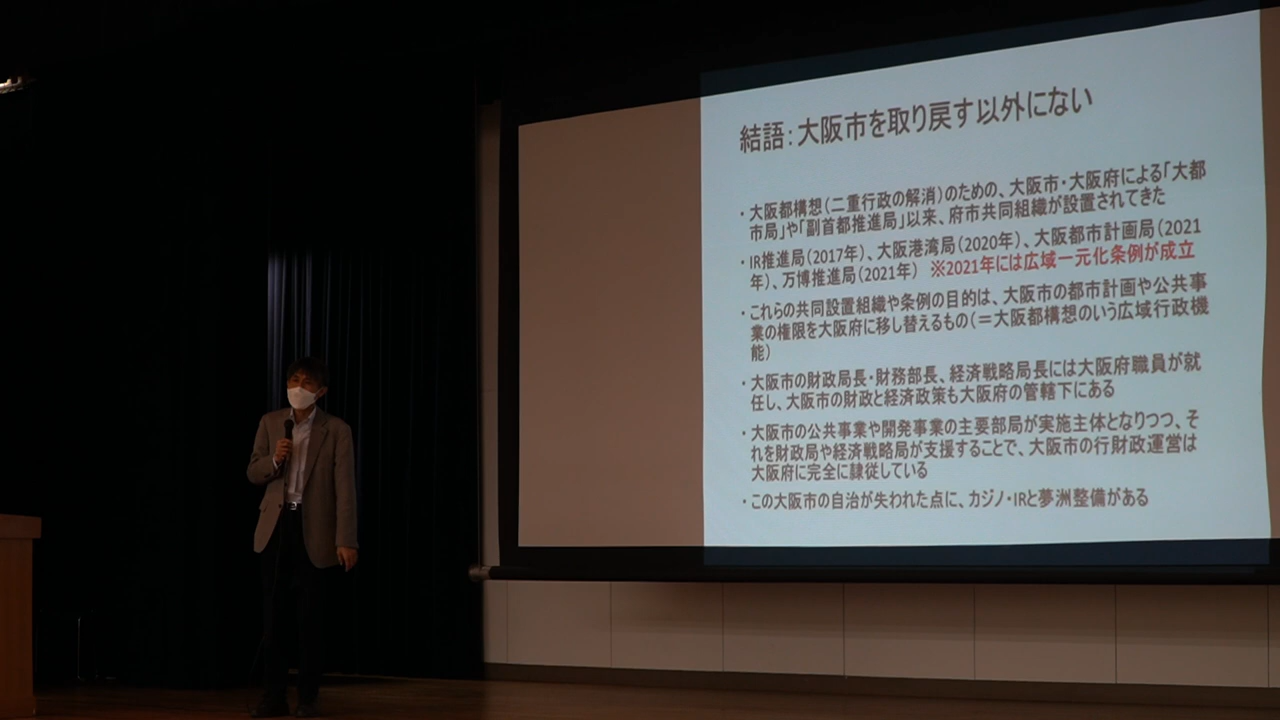 結語：大阪市を取り戻す以外にない
・大阪都構想（二重行政の解消）のための、大阪市・大阪府による「大都
市局」や「副首都推進局」以来、府市共同組織が設置されてきた
・IR推進局（2017年）、大阪港湾局（2020年）、大阪都市計画局（2021
年）、万博推進局（2021年） ※2021年には広域一元化条例が成立
・これらの共同設置組織や条例の目的は、大阪市の都市計画や公共事
業の権限を大阪府に移し替えるもの（＝大阪都構想のいう広域行政機
能）
・大阪市の財政局長・財務部長、経済戦略局長には大阪府職員が就
任し、大阪市の財政と経済政策も大阪府の管轄下にある
・大阪市の公共事業や開発事業の主要部局が実施主体となりつつ、そ
れを財政局や経済戦略局が支援することで、大阪市の行財政運営は
大阪府に完全に隷従している
・この大阪市の自治が失われた点に、カジノ・IRと夢洲整備がある